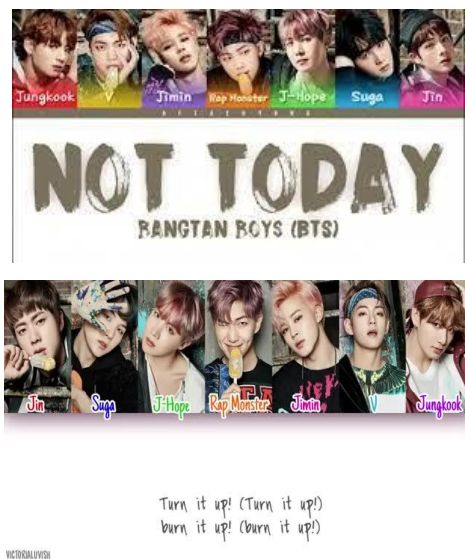 Jungkook V Jimin Rap Monster J-Hope Suga Jin
NOT TODAY
BANGTAN BOYS (BTS)
Jin Suga J-Hope Rap Monster Jimin V Jungkook
Turn it up! (Turn it up!)
burn it up! (burn it up!)
VICTORIALUVISH